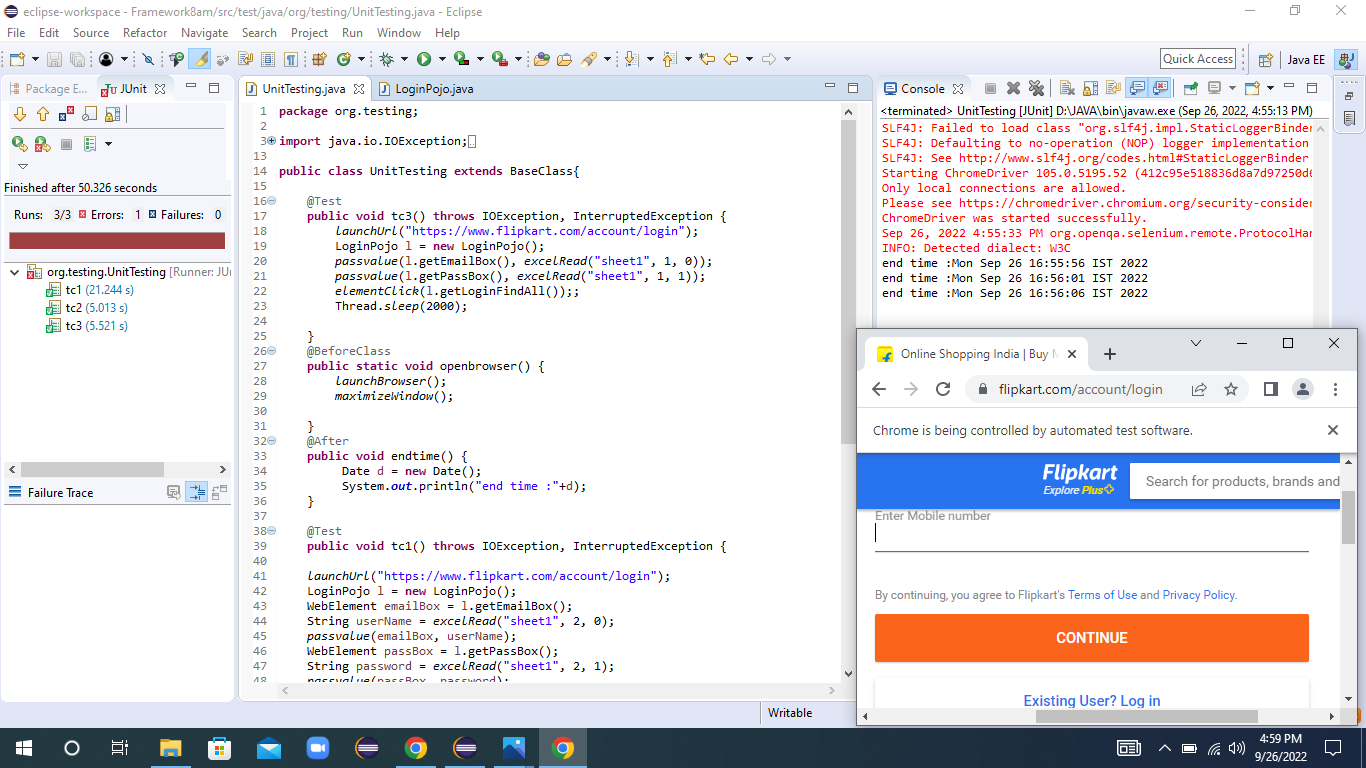 eclipse-workspace - Framework8am/src/test/java/org/testing/UnitTesting.java - Eclipse
File Edit Source Refactor Navigate Search Project Run Window Help
Quick Access
Java EE
Package E...
JUnit
Finished after 50.326 seconds
Runs: 3/3 Errors: 1 Failures: 0
org.testing.UnitTesting [Runner: JUn
tc1 (21.244 s)
tc2 (5.013 s)
tc3 (5.521 s)
Failure Trace
UnitTesting.java LoginPojo.java
1 package org.testing;
2
3 import java.io.IOException;
13
14 public class UnitTesting extends BaseClass{
15
16 @Test
17 public void tc3() throws IOException, InterruptedException {
18 launchUrl("https://www.flipkart.com/account/login");
19 LoginPojo l = new LoginPojo();
20 passvalue(l.getEmailBox(), excelRead("sheet1", 1, 0));
21 passvalue(l.getPassBox(), excelRead("sheet1", 1, 1));
22 elementClick(l.getLoginFindAll());;
23 Thread.sleep(2000);
24
25 }
26 @BeforeClass
27 public static void openbrowser() {
28 launchBrowser();
29 maximizeWindow();
30
31 }
32 @After
33 public void endtime() {
34 Date d = new Date();
35 System.out.println("end time :"+d);
36 }
37
38 @Test
39 public void tc1() throws IOException, InterruptedException {
40
41 launchUrl("https://www.flipkart.com/account/login");
42 LoginPojo l = new LoginPojo();
43 WebElement emailBox = l.getEmailBox();
44 String userName = excelRead("sheet1", 2, 0);
45 passvalue(emailBox, userName);
46 WebElement passBox = l.getPassBox();
47 String password = excelRead("sheet1", 2, 1);
48 passvalue(passBox, password);
Writable
Console
<terminated> UnitTesting [JUnit] D:\JAVA\bin\javaw.exe (Sep 26, 2022, 4:55:13 PM)
SLF4J: Failed to load class "org.slf4j.impl.StaticLoggerBinder
SLF4J: Defaulting to no-operation (NOP) logger implementation
SLF4J: See http://www.slf4j.org/codes.html#StaticLoggerBinder
Starting ChromeDriver 105.0.5195.52 (412c95e518836d8a7d97250d6
Only local connections are allowed.
Please see https://chromedriver.chromium.org/security-consider
ChromeDriver was started successfully.
Sep 26, 2022 4:55:33 PM org.openqa.selenium.remote.ProtocolHan
INFO: Detected dialect: W3C
end time :Mon Sep 26 16:55:56 IST 2022
end time :Mon Sep 26 16:56:01 IST 2022
end time :Mon Sep 26 16:56:06 IST 2022
Online Shopping India | Buy M
flipkart.com/account/login
Chrome is being controlled by automated test software.
Flipkart
Explore Plus
Search for products, brands and
Enter Mobile number
By continuing, you agree to Flipkart's Terms of Use and Privacy Policy.
CONTINUE
Existing User? Log in
4:59 PM
9/26/2022